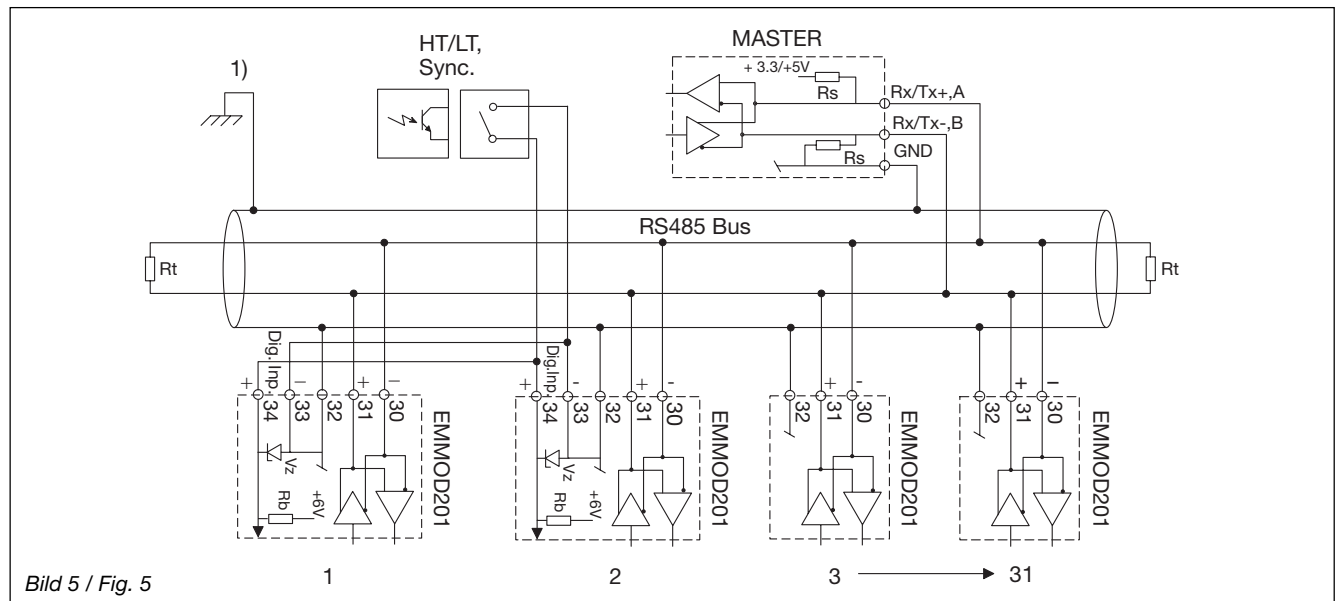 HT/LT,
Sync.
MASTER
1)
+ 3.3/+5V
Rs
Rx/Tx+,A
Rx/Tx-,B
Rs
GND
RS485 Bus
Rt
Rt
Dig. Inp.
+
–
+
–
34
33
32
31
30
Vz
Rb
+6V
EMMOD201
Dig.Inp.
+
-
+
-
34
33
32
31
30
Vz
Rb
+6V
EMMOD201
+
-
32
31
30
EMMOD201
+
–
32
31
30
EMMOD201
1
2
3
31
Bild 5 / Fig. 5